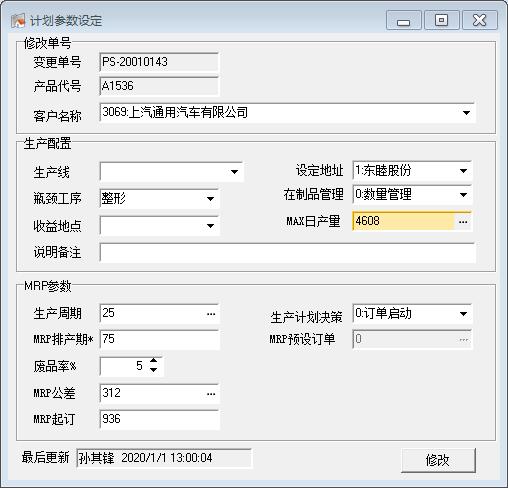 计划参数设定
修改单号
变更单号 PS-20010143
产品代号 A1536
客户名称 3069:上汽通用汽车有限公司
生产配置
生产线 设定地址 1:东睦股份
瓶颈工序 整形 在制品管理 0:数量管理
收益地点 MAX日产量 4608 ...
说明备注
MRP参数
生产周期 25 ... 生产计划决策 0:订单启动
MRP排产期* 75 MRP预设订单 0 ...
废品率% 5
MRP公差 312 ...
MRP起订 936
最后更新 孙其锋 2020/1/1 13:00:04 修改